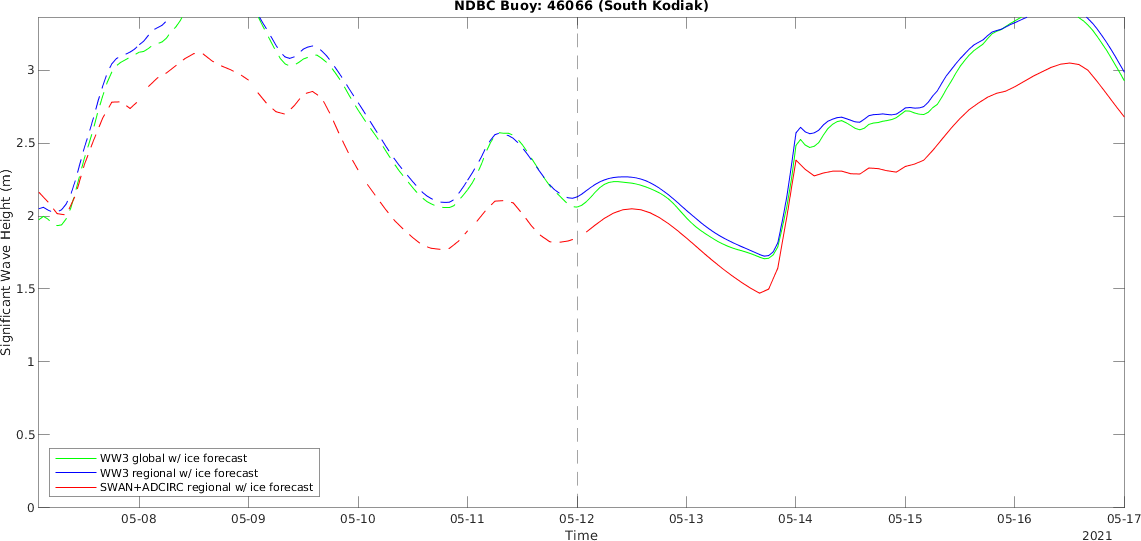 NDBC Buoy: 46066 (South Kodiak)
Significant Wave Height (m)
3
2.5
2
1.5
1
0.5
0
WW3 global w/ ice forecast
WW3 regional w/ ice forecast
SWAN+ADCIRC regional w/ ice forecast
05-08 05-09 05-10 05-11 05-12 05-13 05-14 05-15 05-16 05-17
Time
2021